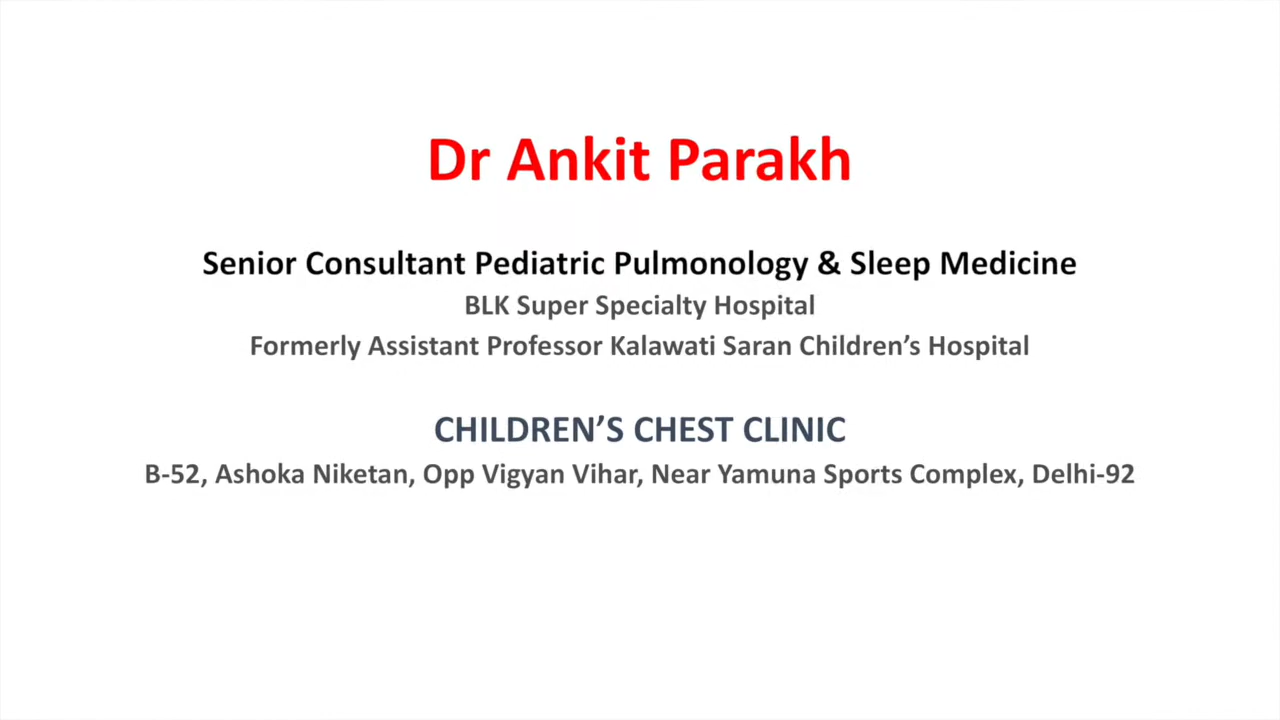 Dr Ankit Parakh
Senior Consultant Pediatric Pulmonology & Sleep Medicine
BLK Super Specialty Hospital
Formerly Assistant Professor Kalawati Saran Children’s Hospital
CHILDREN’S CHEST CLINIC
B-52, Ashoka Niketan, Opp Vigyan Vihar, Near Yamuna Sports Complex, Delhi-92